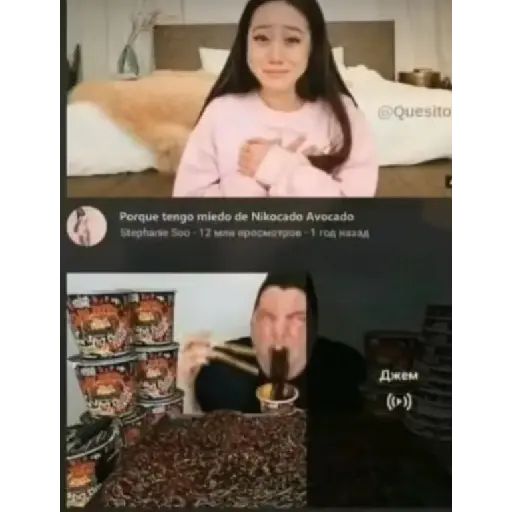 @Quesito
Porque tengo miedo de Nikocado Avocado
Stephanie Soo · 12 млн просмотров · 1 год назад
Джем